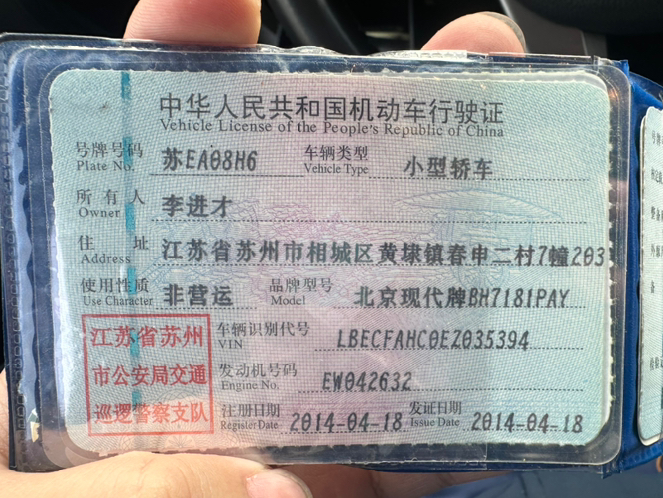 中华人民共和国机动车行驶证
Vehicle License of the People's Republic of China
号牌号码 苏EA08H6 车辆类型 小型轿车
Plate No. Vehicle Type
所有人 李进才
Owner
住址 江苏省苏州市相城区黄埭镇春申二村7幢203
Address
使用性质 非营运 品牌型号 北京现代牌BH7181PAY
Use Character Model
江苏省苏州
市公安局交通
巡逻警察支队
车辆识别代号 LBECFAHC0EZ035394
VIN
发动机号码 EW042632
Engine No.
注册日期 2014-04-18 发证日期 2014-04-18
Register Date Issue Date